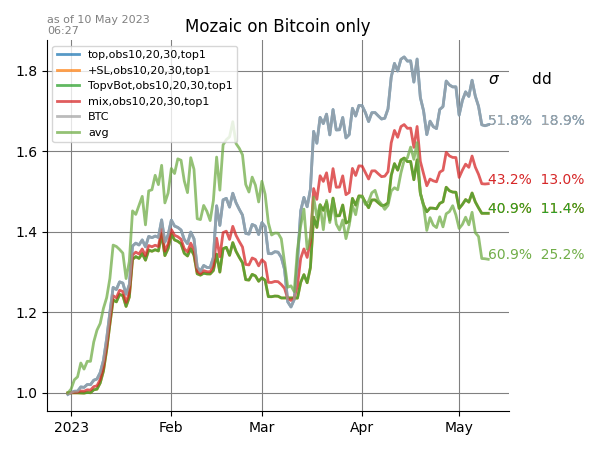 as of 10 May 2023
06:27
Mozaic on Bitcoin only
top,obs10,20,30,top1
+SL,obs10,20,30,top1
TopvBot,obs10,20,30,top1
mix,obs10,20,30,top1
BTC
avg
σ dd
51.8% 18.9%
43.2% 13.0%
40.9% 11.4%
60.9% 25.2%
1.8
1.6
1.4
1.2
1.0
2023 Feb Mar Apr May